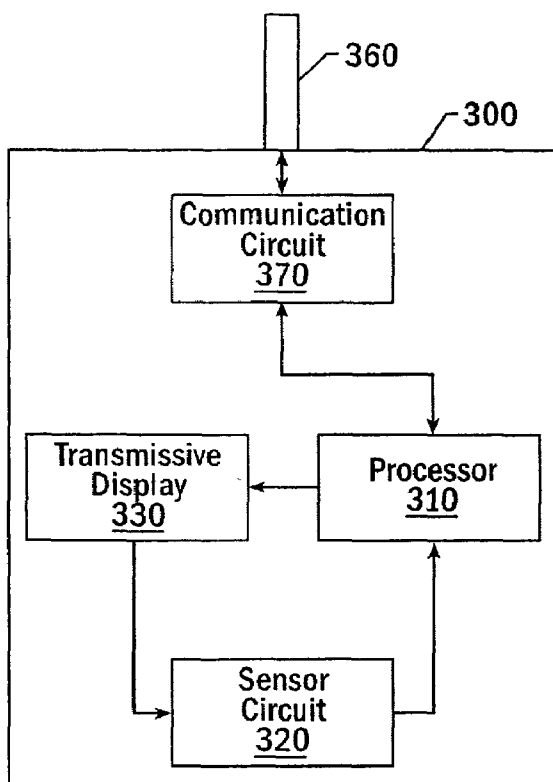 360
300
Communication
Circuit
370
Transmissive
Display
330
Processor
310
Sensor
Circuit
320